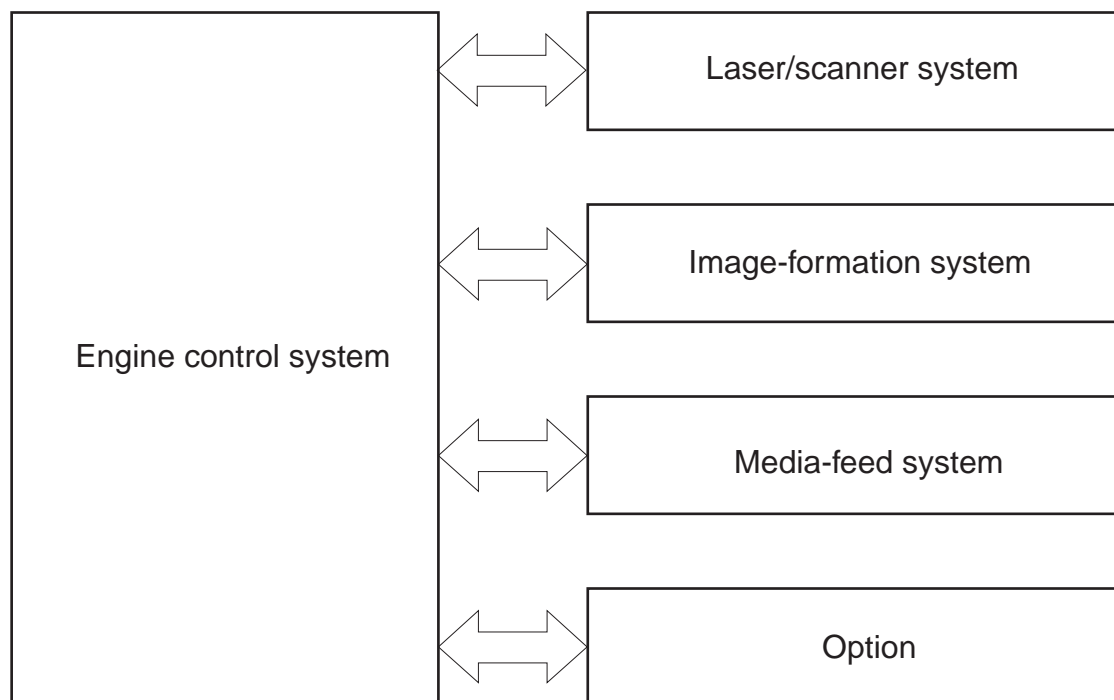 Laser/scanner system
Image-formation system
Engine control system
Media-feed system
Option